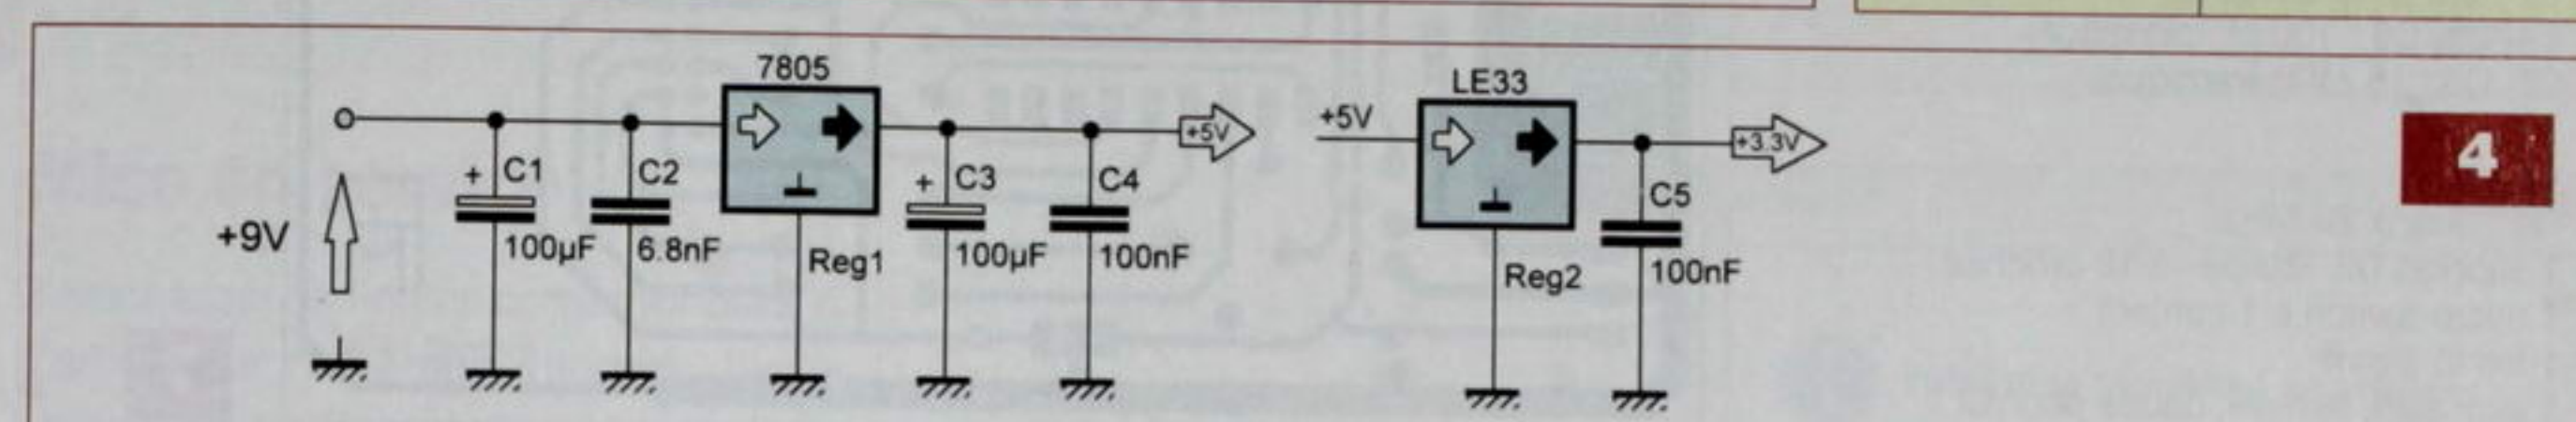 7805
LE33
4
+5V
+5V
+3.3V
+ C1
C2
+ C3
C4
C5
+9V
100µF
6.8nF
Reg1
100µF
100nF
Reg2
100nF